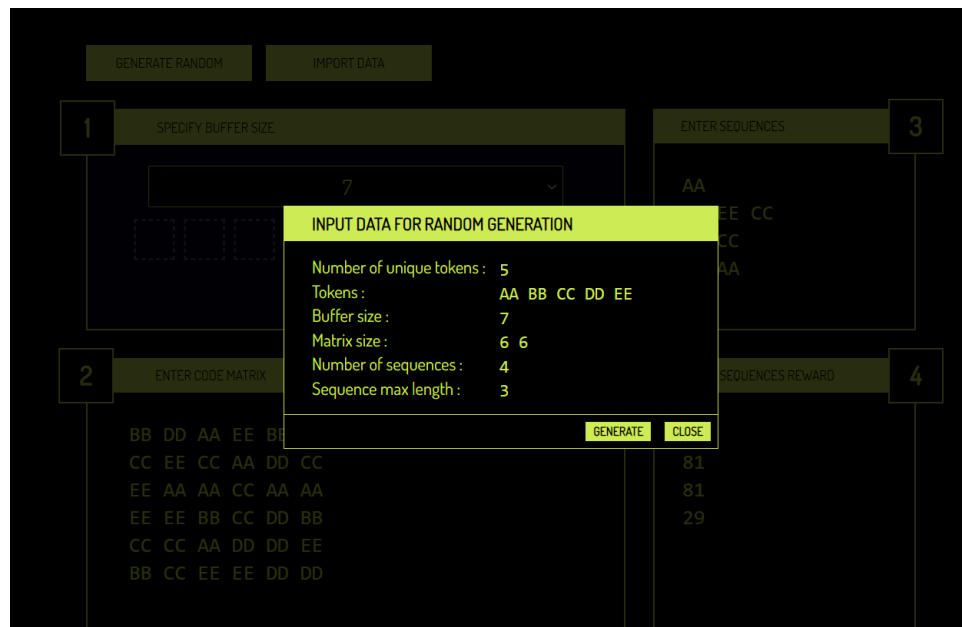 GENERATE RANDOM
IMPORT DATA
1
SPECIFY BUFFER SIZE
7
ENTER SEQUENCES
3
AA
EE CC
CC
AA
INPUT DATA FOR RANDOM GENERATION
Number of unique tokens : 5
Tokens : AA BB CC DD EE
Buffer size : 7
Matrix size : 6 6
Number of sequences : 4
Sequence max length : 3
GENERATE
CLOSE
2
ENTER CODE MATRIX
BB DD AA EE
CC EE CC AA DD CC
EE AA AA CC AA AA
EE EE BB CC DD BB
CC CC AA DD DD EE
BB CC EE EE DD DD
SEQUENCES REWARD
4
81
81
29